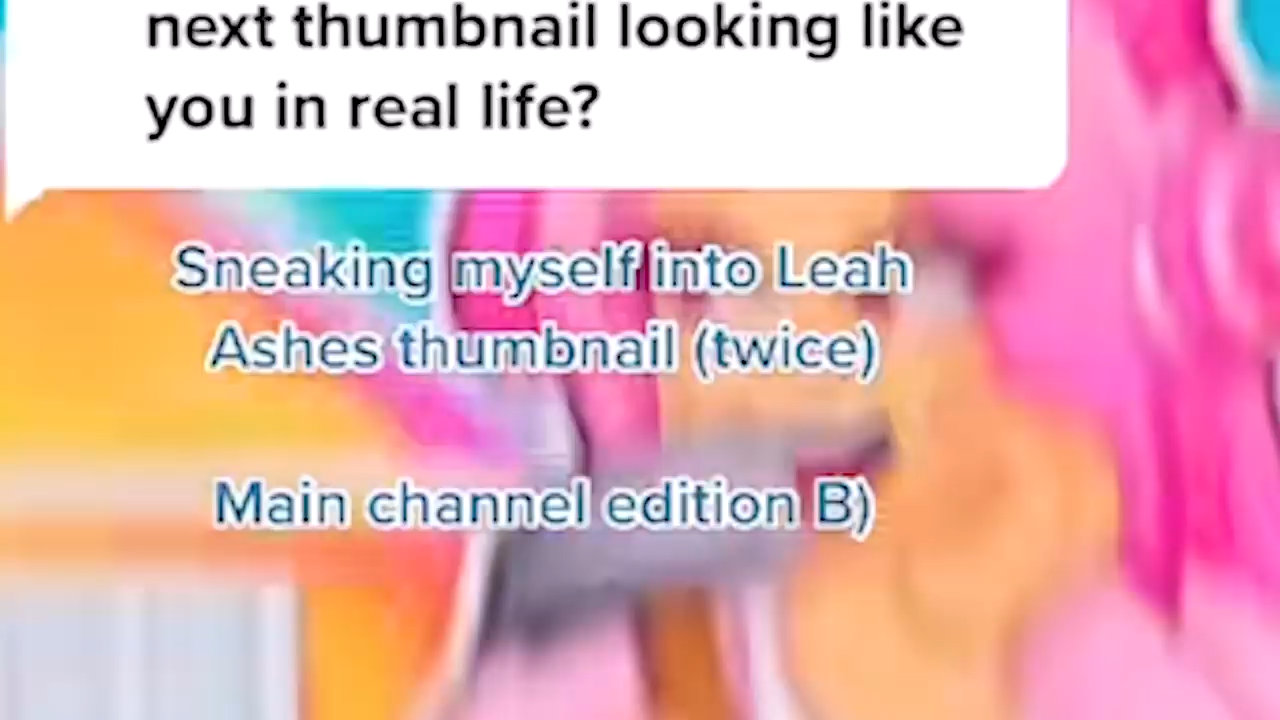 next thumbnail looking like
you in real life?
Sneaking myself into Leah
Ashes thumbnail (twice)
Main channel edition B)